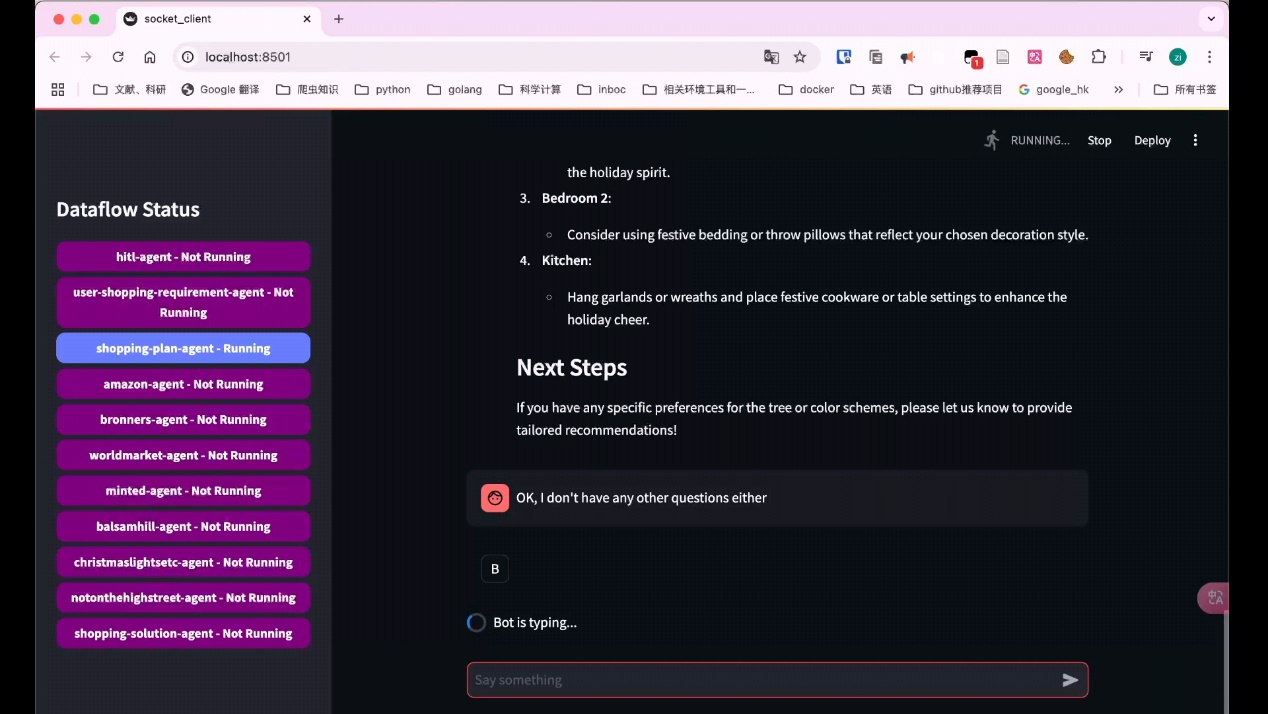 socket_client
localhost:8501
1
zi
文献、科研
Google 翻译
爬虫知识
python
golang
科学计算
inboc
相关环境工具和一...
docker
英语
github推荐项目
G google_hk
所有书签
RUNNING...
Stop
Deploy
Dataflow Status
hitl-agent - Not Running
user-shopping-requirement-agent - Not
Running
shopping-plan-agent - Running
amazon-agent - Not Running
bronners-agent - Not Running
worldmarket-agent - Not Running
minted-agent - Not Running
balsamhill-agent - Not Running
christmaslightsetc-agent - Not Running
notonthehighstreet-agent - Not Running
shopping-solution-agent - Not Running
the holiday spirit.
3. Bedroom 2:
Consider using festive bedding or throw pillows that reflect your chosen decoration style.
4. Kitchen:
Hang garlands or wreaths and place festive cookware or table settings to enhance the
holiday cheer.
Next Steps
If you have any specific preferences for the tree or color schemes, please let us know to provide
tailored recommendations!
OK, I don't have any other questions either
B
Bot is typing...
Say something